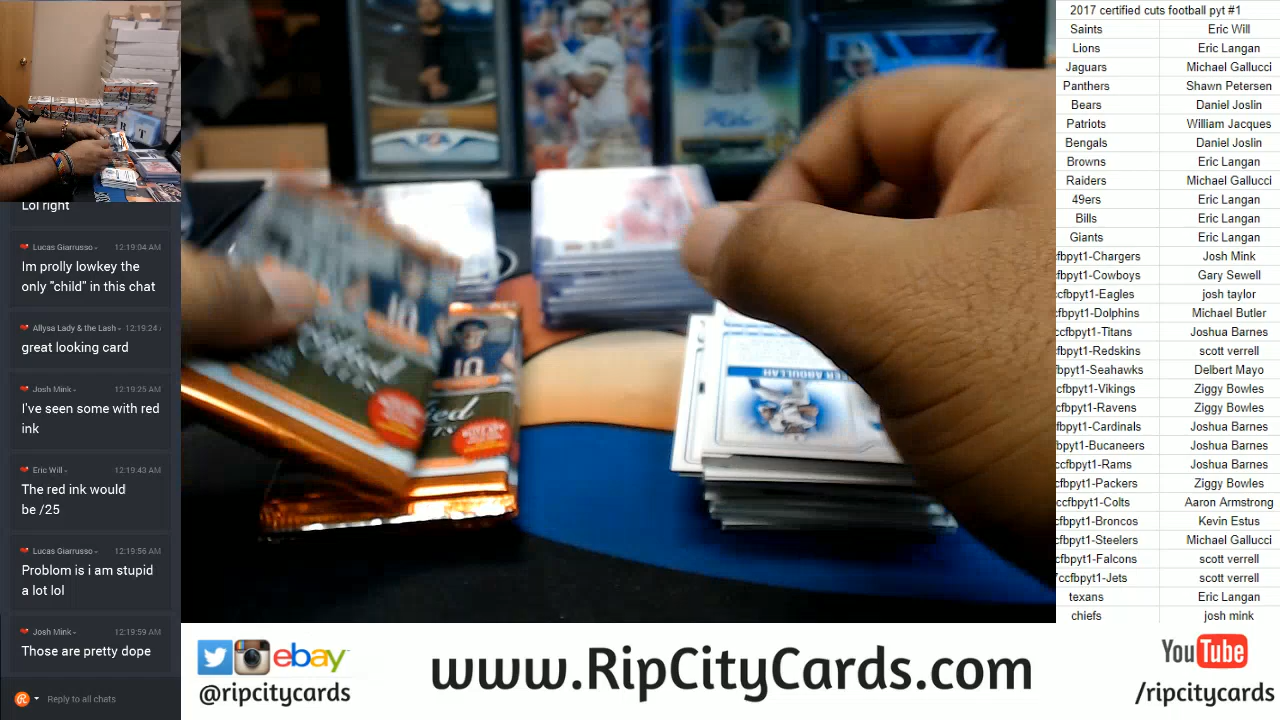 Lol right
Lucas Giarrusso - 12:19:04 AM
Im prolly lowkey the
only "child" in this chat
Allysa Lady & the Lash - 12:19:24
great looking card
Josh Mink - 12:19:25 AM
I've seen some with red
ink
Eric Will - 12:19:43 AM
The red ink would
be /25
Lucas Giarrusso - 12:19:56 AM
Problom is i am stupid
a lot lol
Josh Mink - 12:19:59 AM
Those are pretty dope
Reply to all chats
10
ABDULLAH
2017 certified cuts football pyt #1
Saints Eric Will
Lions Eric Langan
Jaguars Michael Gallucci
Panthers Shawn Petersen
Bears Daniel Joslin
Patriots William Jacques
Bengals Daniel Joslin
Browns Eric Langan
Raiders Michael Gallucci
49ers Eric Langan
Bills Eric Langan
Giants Eric Langan
cfbpyt1-Chargers Josh Mink
ccfbpyt1-Cowboys Gary Sewell
ccfbpyt1-Eagles josh taylor
cfbpyt1-Dolphins Michael Butler
ccfbpyt1-Titans Joshua Barnes
fbpyt1-Redskins scott verrell
fbpyt1-Seahawks Delbert Mayo
cfbpyt1-Vikings Ziggy Bowles
cfbpyt1-Ravens Ziggy Bowles
fbpyt1-Cardinals Joshua Barnes
bpyt1-Bucaneers Joshua Barnes
ccfbpyt1-Rams Joshua Barnes
cfbpyt1-Packers Ziggy Bowles
ccfbpyt1-Colts Aaron Armstrong
cfbpyt1-Broncos Kevin Estus
fbpyt1-Steelers Michael Gallucci
cfbpyt1-Falcons scott verrell
7ccfbpyt1-Jets scott verrell
texans Eric Langan
chiefs josh mink
ebay
@ripcitycards
www.RipCityCards.com
YouTube
/ripcitycards